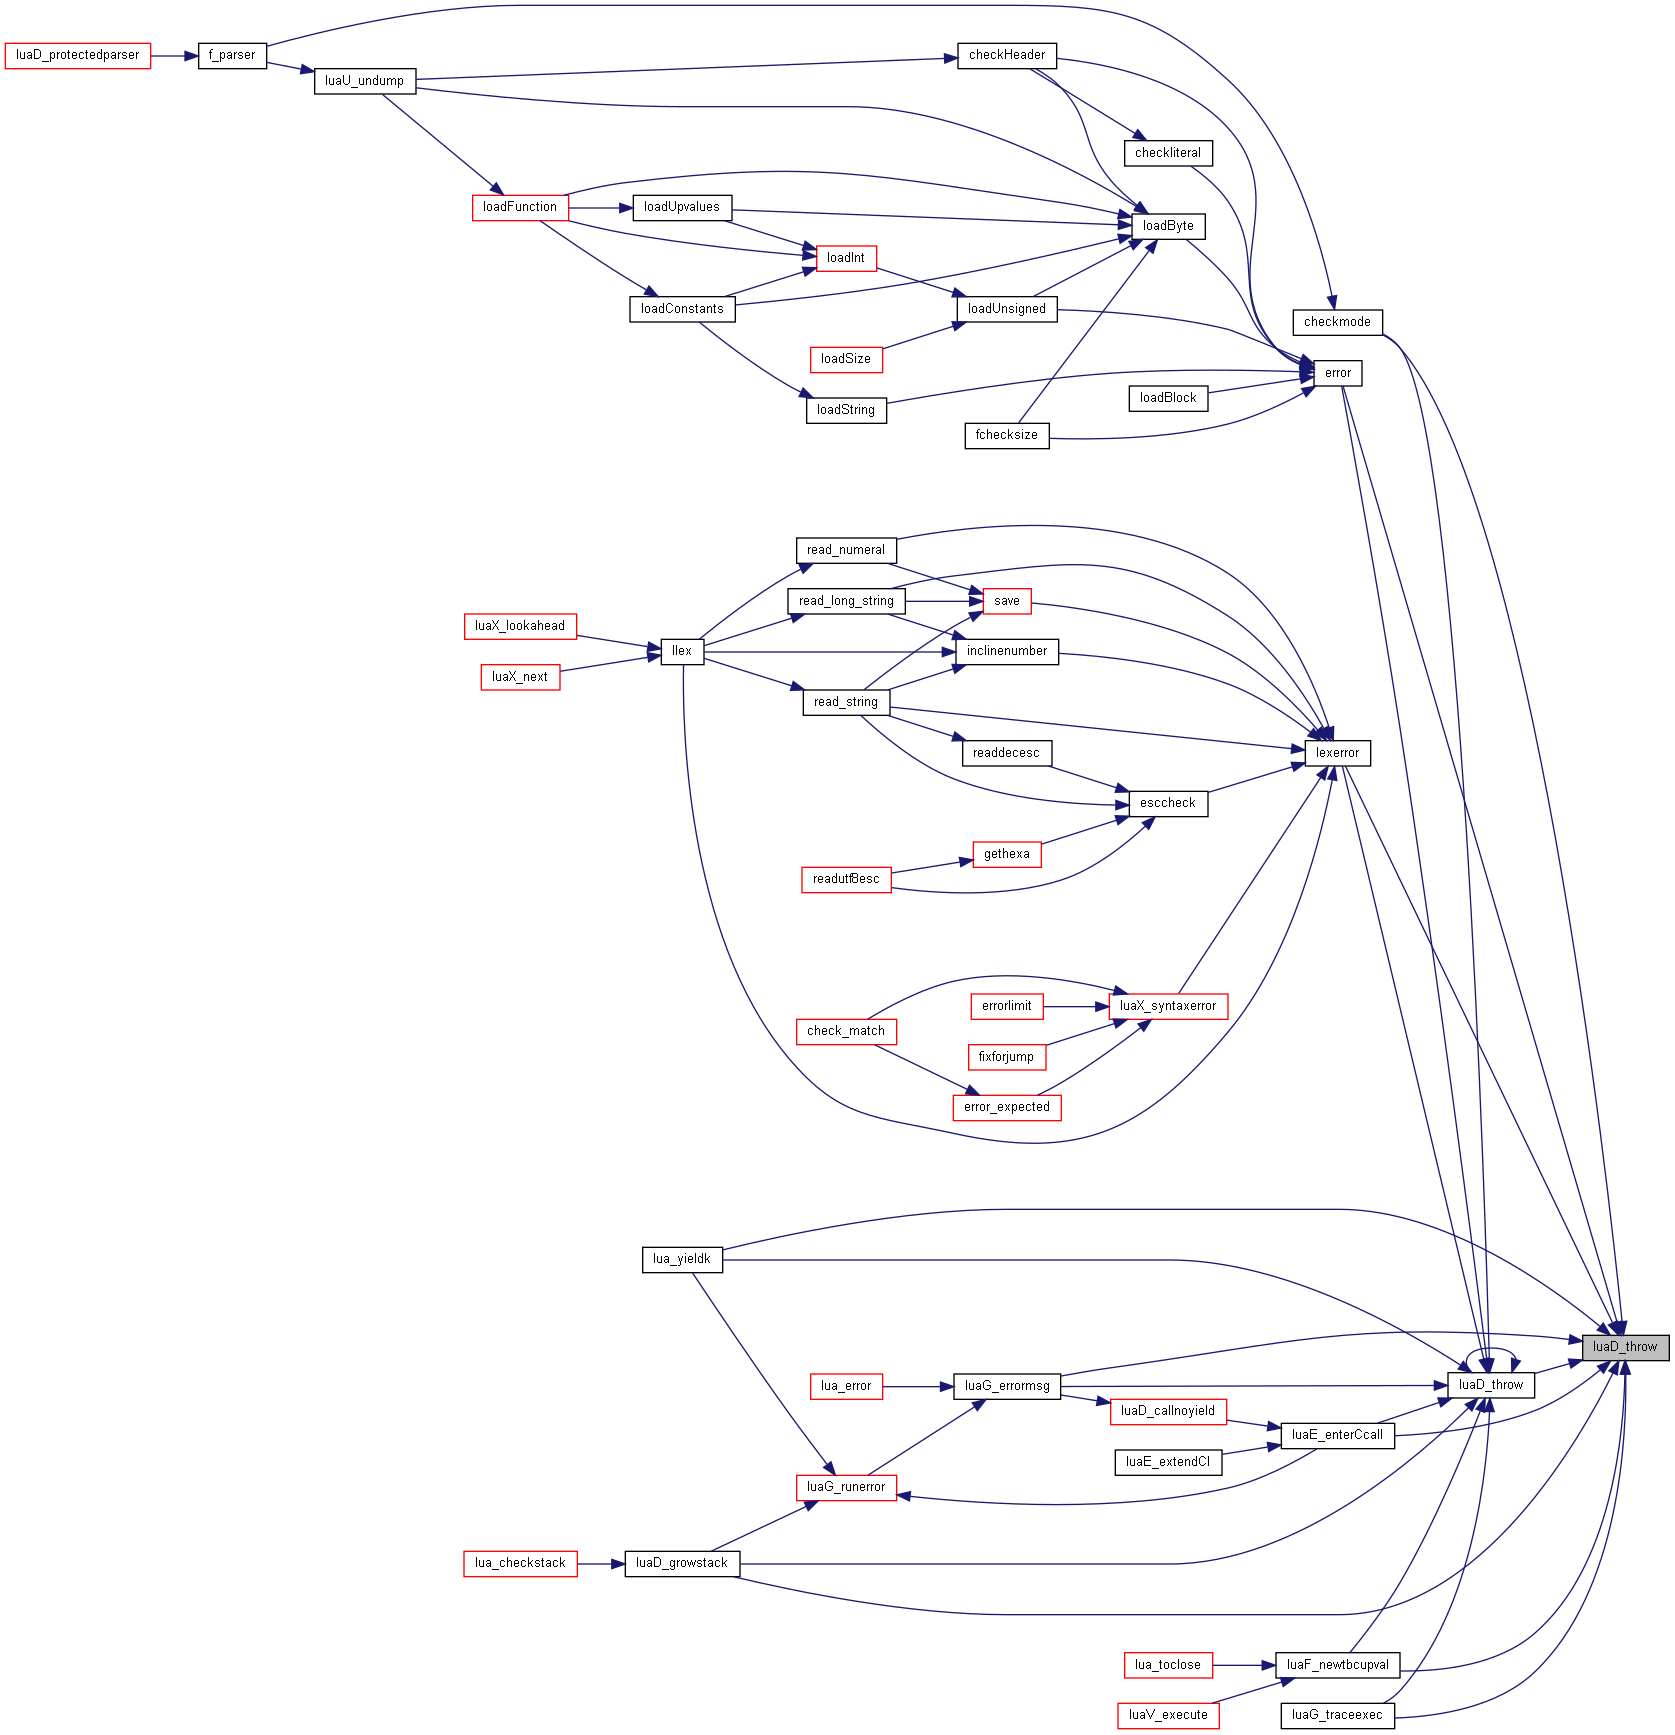 luaD_protectedparser
f_parser
luaU_undump
checkHeader
checkliteral
loadFunction
loadUpvalues
loadByte
loadInt
loadConstants
loadUnsigned
checkmode
loadSize
error
loadBlock
loadString
fchecksize
read_numeral
read_long_string
save
luaX_lookahead
llex
inclinenumber
luaX_next
read_string
readdecesc
lexerror
esccheck
gethexa
readutf8esc
errorlimit
luaX_syntaxerror
check_match
fixforjump
error_expected
lua_yieldk
luaD_throw
lua_error
luaG_errormsg
luaD_throw
luaD_callnoyield
luaE_enterCcall
luaE_extendCI
luaG_runerror
lua_checkstack
luaD_growstack
lua_toclose
luaF_newtbcupval
luaV_execute
luaG_traceexec